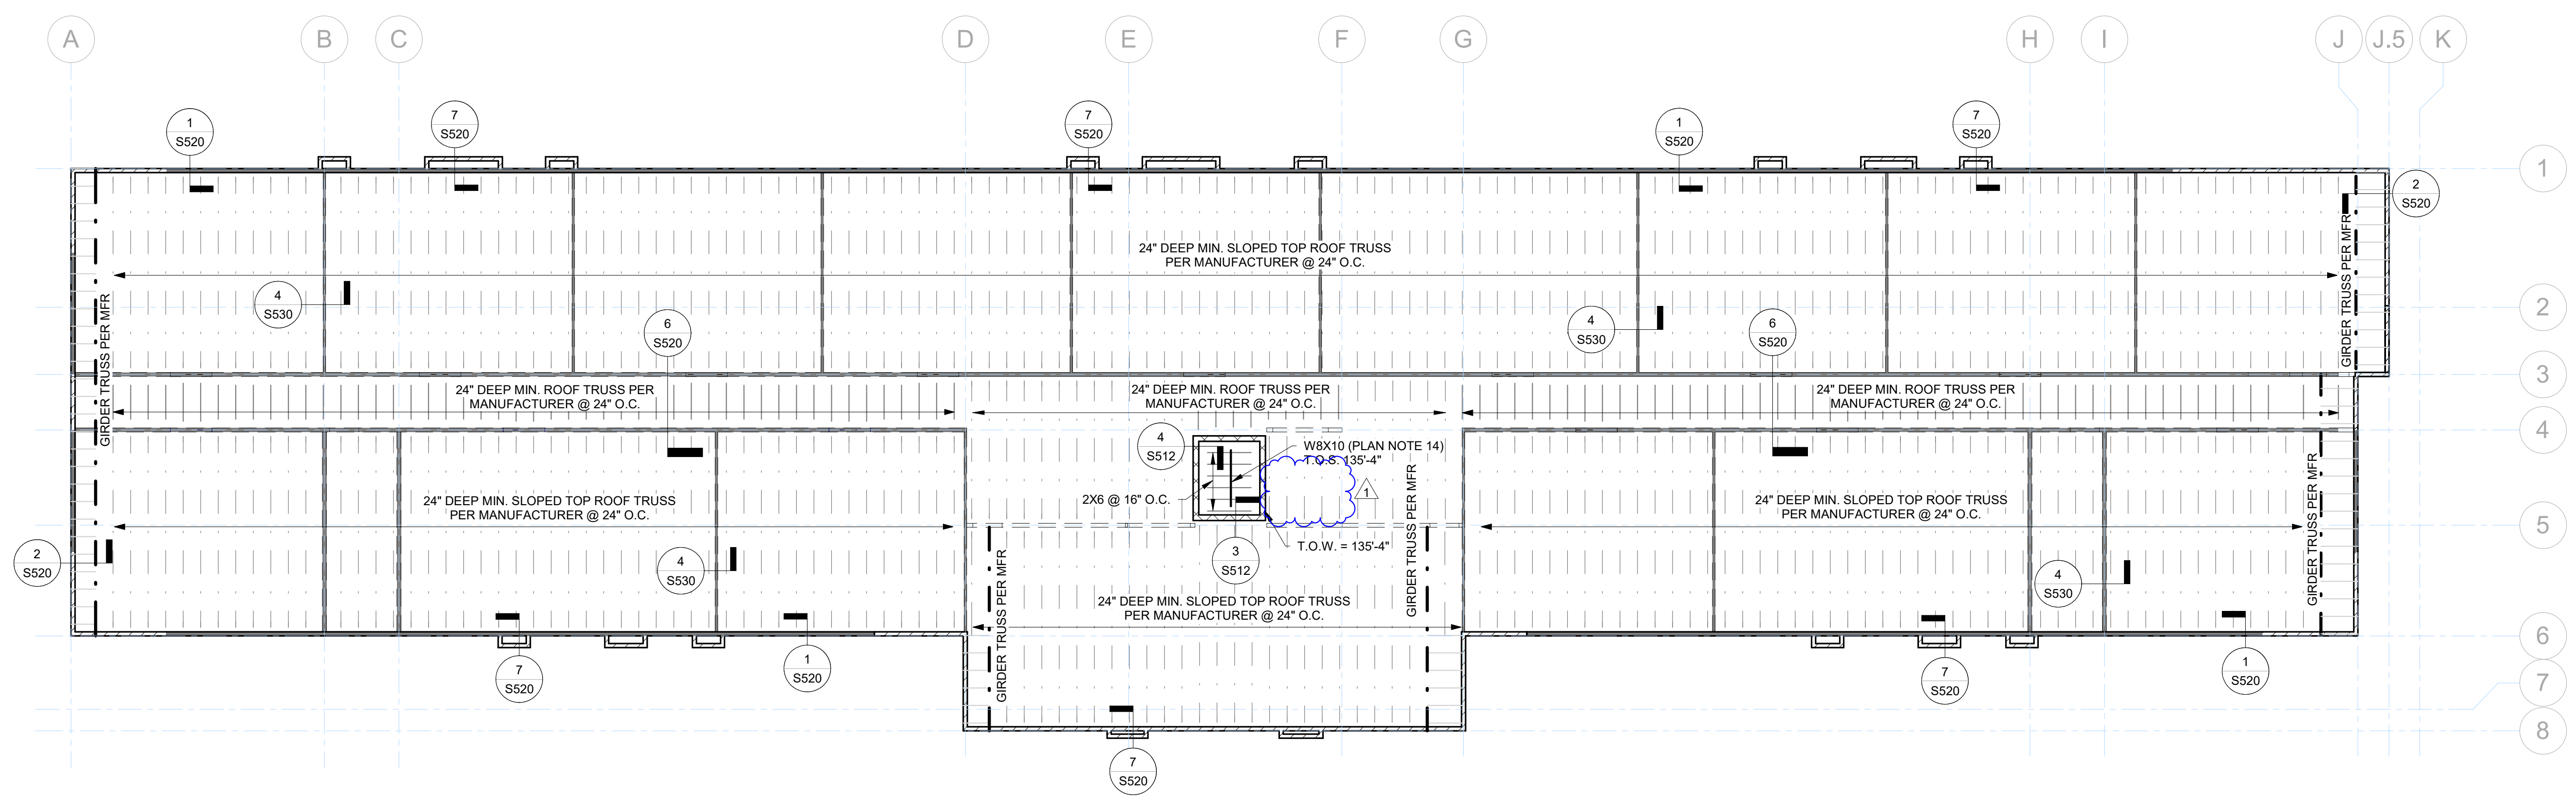 A
B
C
D
E
F
G
H
I
J
J.5
K
1
S520
7
S520
7
S520
1
S520
7
S520
1
2
S520
24" DEEP MIN. SLOPED TOP ROOF TRUSS
PER MANUFACTURER @ 24" O.C.
GIRDER TRUSS PER MFR
GIRDER TRUSS PER MFR
4
S530
6
S520
4
S530
6
S520
2
24" DEEP MIN. ROOF TRUSS PER
MANUFACTURER @ 24" O.C.
24" DEEP MIN. ROOF TRUSS PER
MANUFACTURER @ 24" O.C.
24" DEEP MIN. ROOF TRUSS PER
MANUFACTURER @ 24" O.C.
3
4
4
S512
W8X10 (PLAN NOTE 14)
T.O.S. 135'-4"
2X6 @ 16" O.C.
1
GIRDER TRUSS PER MFR
24" DEEP MIN. SLOPED TOP ROOF TRUSS
PER MANUFACTURER @ 24" O.C.
24" DEEP MIN. SLOPED TOP ROOF TRUSS
PER MANUFACTURER @ 24" O.C.
GIRDER TRUSS PER MFR
5
2
S520
4
S530
GIRDER TRUSS PER MFR
3
S512
T.O.W. = 135'-4"
4
S530
24" DEEP MIN. SLOPED TOP ROOF TRUSS
PER MANUFACTURER @ 24" O.C.
6
7
S520
1
S520
7
S520
1
S520
7
8
7
S520